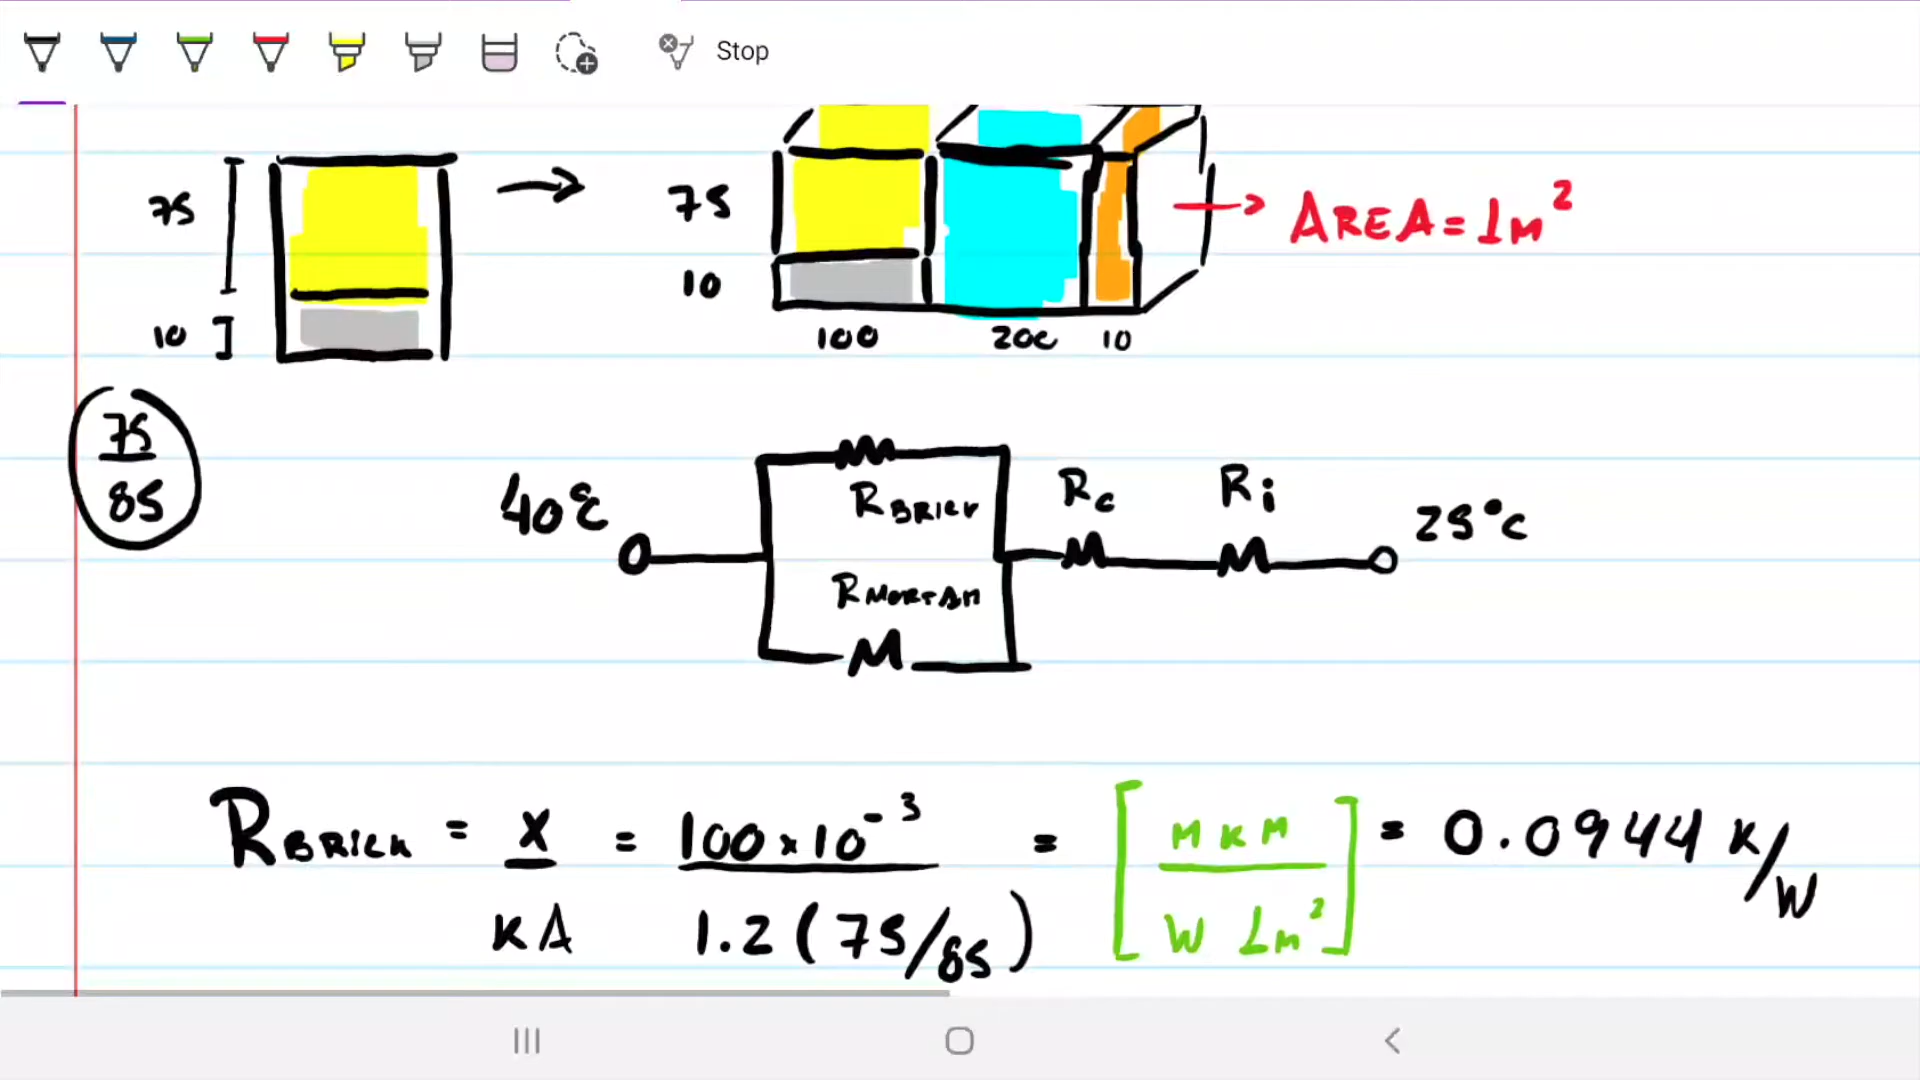 Stop
75
10
75
10
100 200 10
→ AREA = 1m²
75
85
40°C
RBRICK
RMORTAR
Rc
Ri
25°C
RBRICK = x/KA = 100×10⁻³/1.2(75/85) = [M K M/W 1m²] = 0.0944 K/W